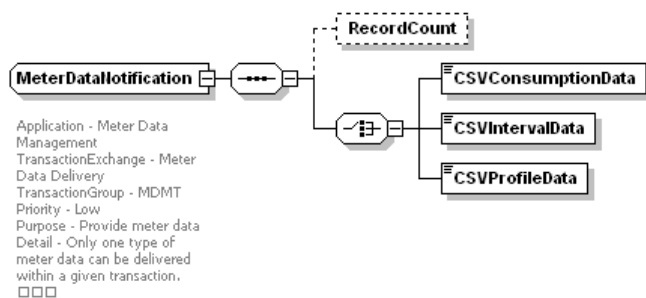 RecordCount
MeterDataNotification
CSVConsumptionData
CSVIntervalData
CSVProfileData
Application - Meter Data
Management
TransactionExchange - Meter
Data Delivery
TransactionGroup - MDMT
Priority - Low
Purpose - Provide meter data
Detail - Only one type of
meter data can be delivered
within a given transaction.
□□□